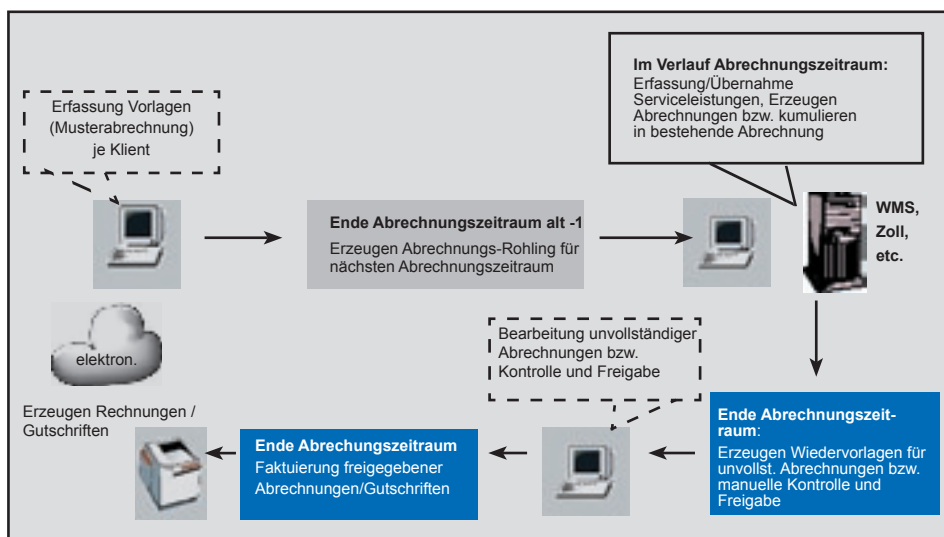 Erfassung Vorlagen
(Musterabrechnung)
je Klient
Ende Abrechnungszeitraum alt -1
Erzeugen Abrechnungs-Rohling für
nächsten Abrechnungszeitraum
Im Verlauf Abrechnungszeitraum:
Erfassung/Übernahme
Serviceleistungen, Erzeugen
Abrechnungen bzw. kumulieren
in bestehende Abrechnung
WMS,
Zoll,
etc.
Ende Abrechnungszeit-
raum:
Erzeugen Wiedervorlagen für
unvollst. Abrechnungen bzw.
manuelle Kontrolle und
Freigabe
Bearbeitung unvollständiger
Abrechnungen bzw.
Kontrolle und Freigabe
Ende Abrechungszeitraum
Faktuierung freigegebener
Abrechnungen/Gutschriften
elektron.
Erzeugen Rechnungen /
Gutschriften